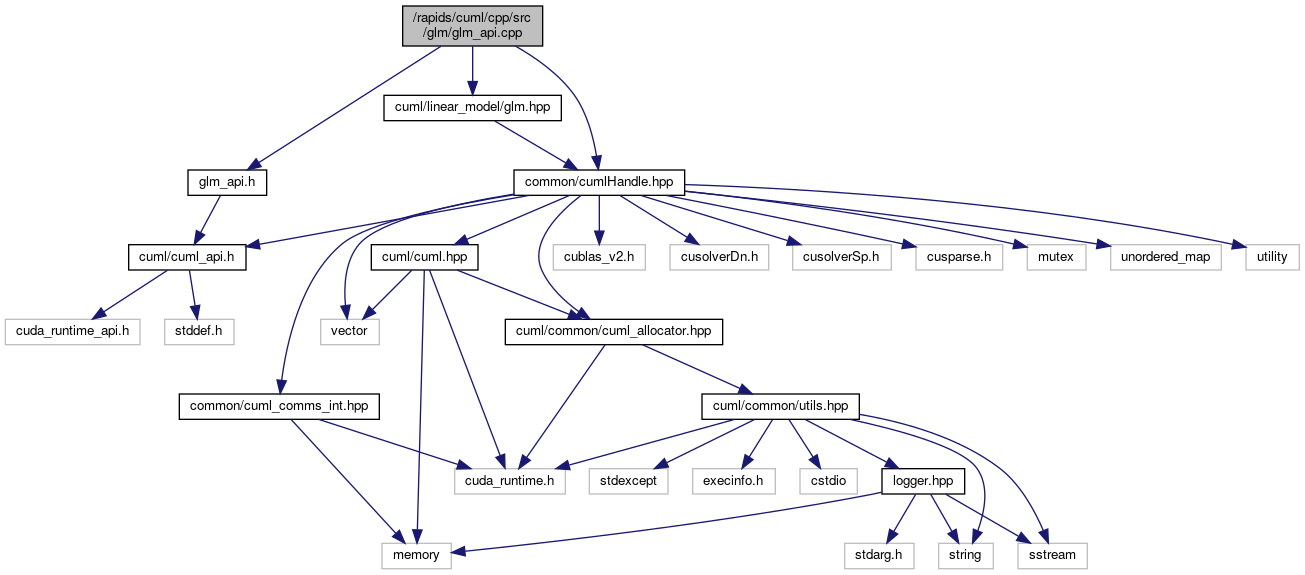 /rapids/cuml/cpp/src
/glm/glm_api.cpp
cuml/linear_model/glm.hpp
glm_api.h
common/cumlHandle.hpp
cuml/cuml_api.h
cuml/cuml.hpp
cublas_v2.h
cusolverDn.h
cusolverSp.h
cusparse.h
mutex
unordered_map
utility
cuda_runtime_api.h
stddef.h
vector
cuml/common/cuml_allocator.hpp
common/cuml_comms_int.hpp
cuml/common/utils.hpp
cuda_runtime.h
stdexcept
execinfo.h
cstdio
logger.hpp
memory
stdarg.h
string
sstream